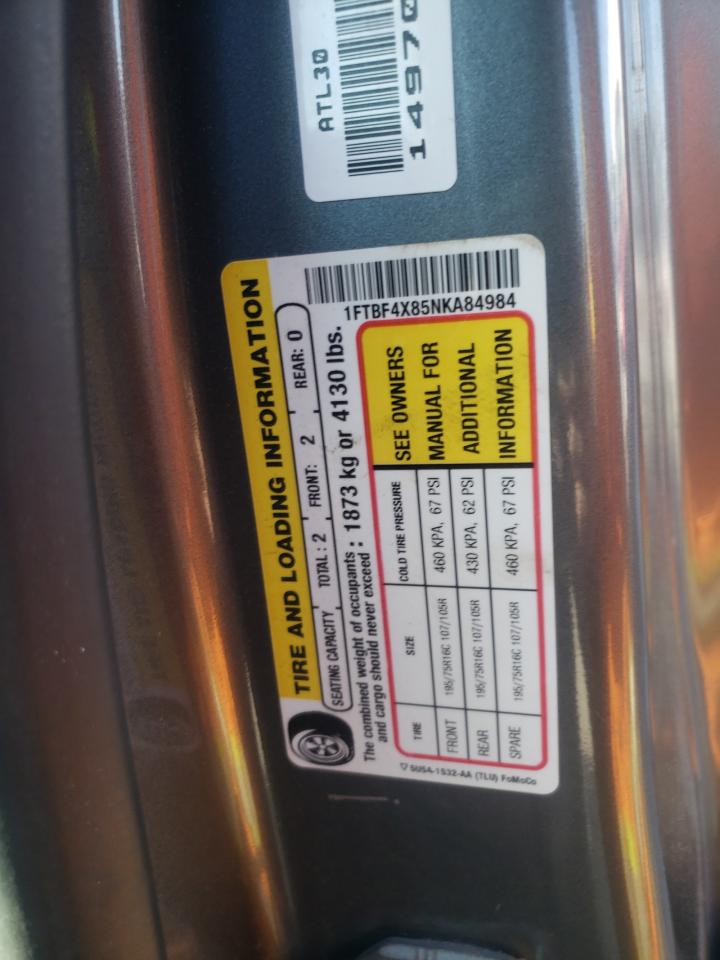 ATL30
14970
TIRE AND LOADING INFORMATION
SEATING CAPACITY TOTAL : 2 FRONT: 2 REAR: 0
The combined weight of occupants
and cargo should never exceed : 1873 kg or 4130 lbs.
1FTBF4X85NKA84984
TIRE SIZE COLD TIRE PRESSURE
FRONT 195/75R16C 107/105R 460 KPA, 67 PSI
REAR 195/75R16C 107/105R 430 KPA, 62 PSI
SPARE 195/75R16C 107/105R 460 KPA, 67 PSI
SEE OWNERS
MANUAL FOR
ADDITIONAL
INFORMATION
5U5A-1532-AA (TLU) FoMoCo